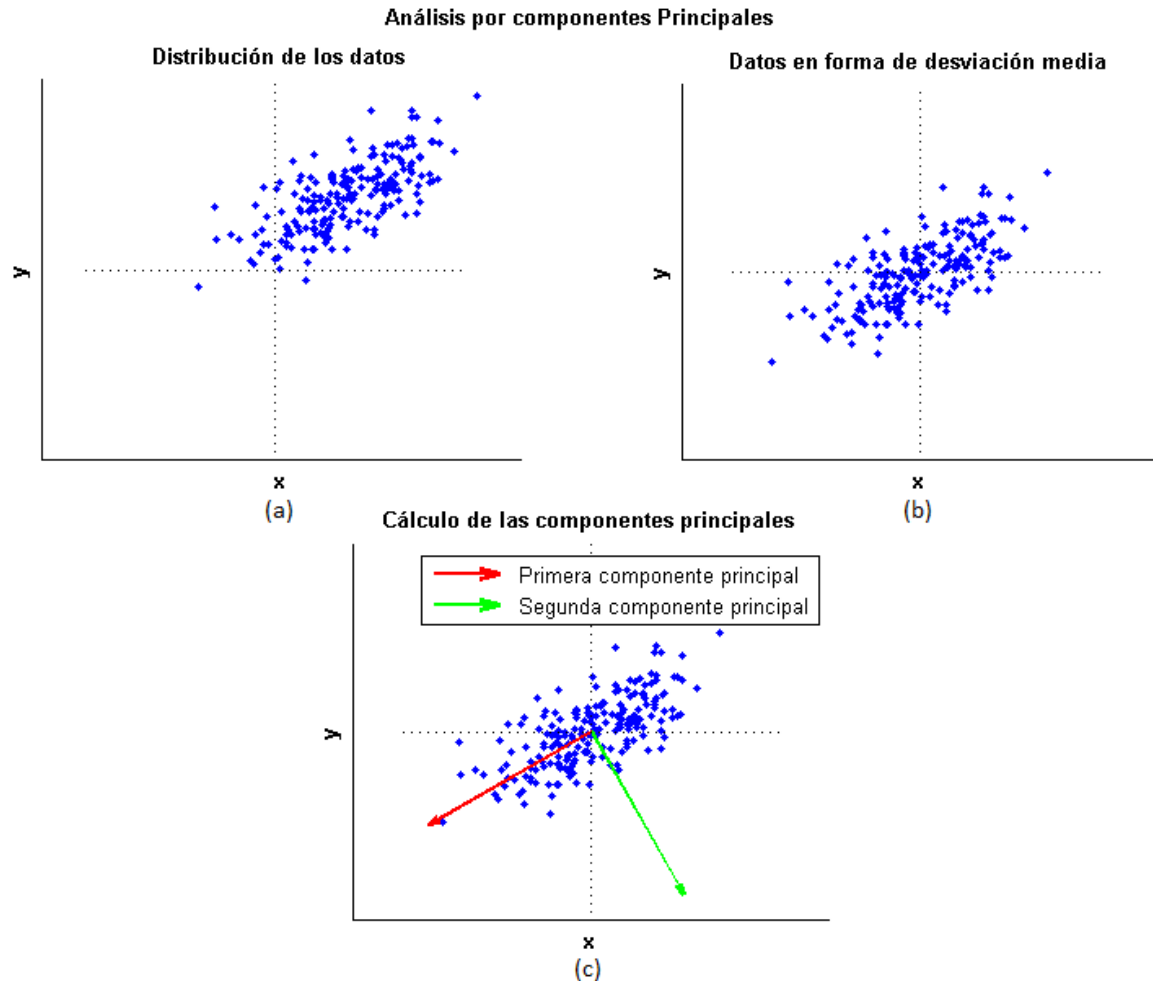 Análisis por componentes Principales
Distribución de los datos
y
x
(a)
Datos en forma de desviación media
y
x
(b)
Cálculo de las componentes principales
Primera componente principal
Segunda componente principal
y
x
(c)